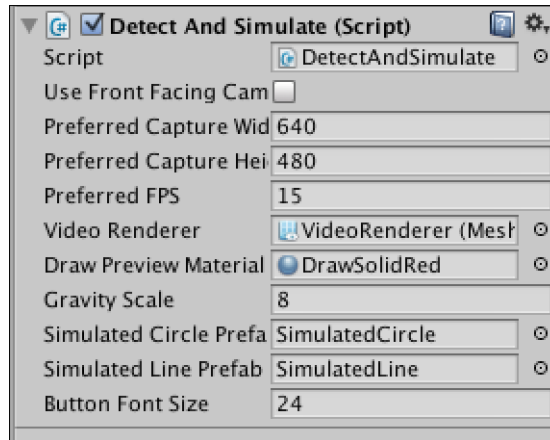 Detect And Simulate (Script)
Script DetectAndSimulate
Use Front Facing Cam
Preferred Capture Wid 640
Preferred Capture Hei 480
Preferred FPS 15
Video Renderer VideoRenderer (Mesh
Draw Preview Material DrawSolidRed
Gravity Scale 8
Simulated Circle Prefa SimulatedCircle
Simulated Line Prefab SimulatedLine
Button Font Size 24